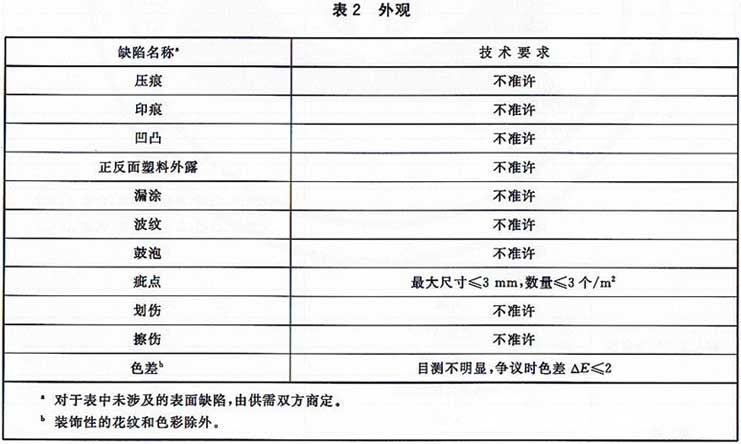 表2 外观
缺陷名称ᵃ 技术要求
压痕 不准许
印痕 不准许
凹凸 不准许
正反面塑料外露 不准许
漏涂 不准许
波纹 不准许
鼓泡 不准许
疵点 最大尺寸≤3 mm,数量≤3个/m²
划伤 不准许
擦伤 不准许
色差ᵇ 目测不明显,争议时色差 ΔE≤2
ᵃ 对于表中未涉及的表面缺陷,由供需双方商定。
ᵇ 装饰性的花纹和色彩除外。